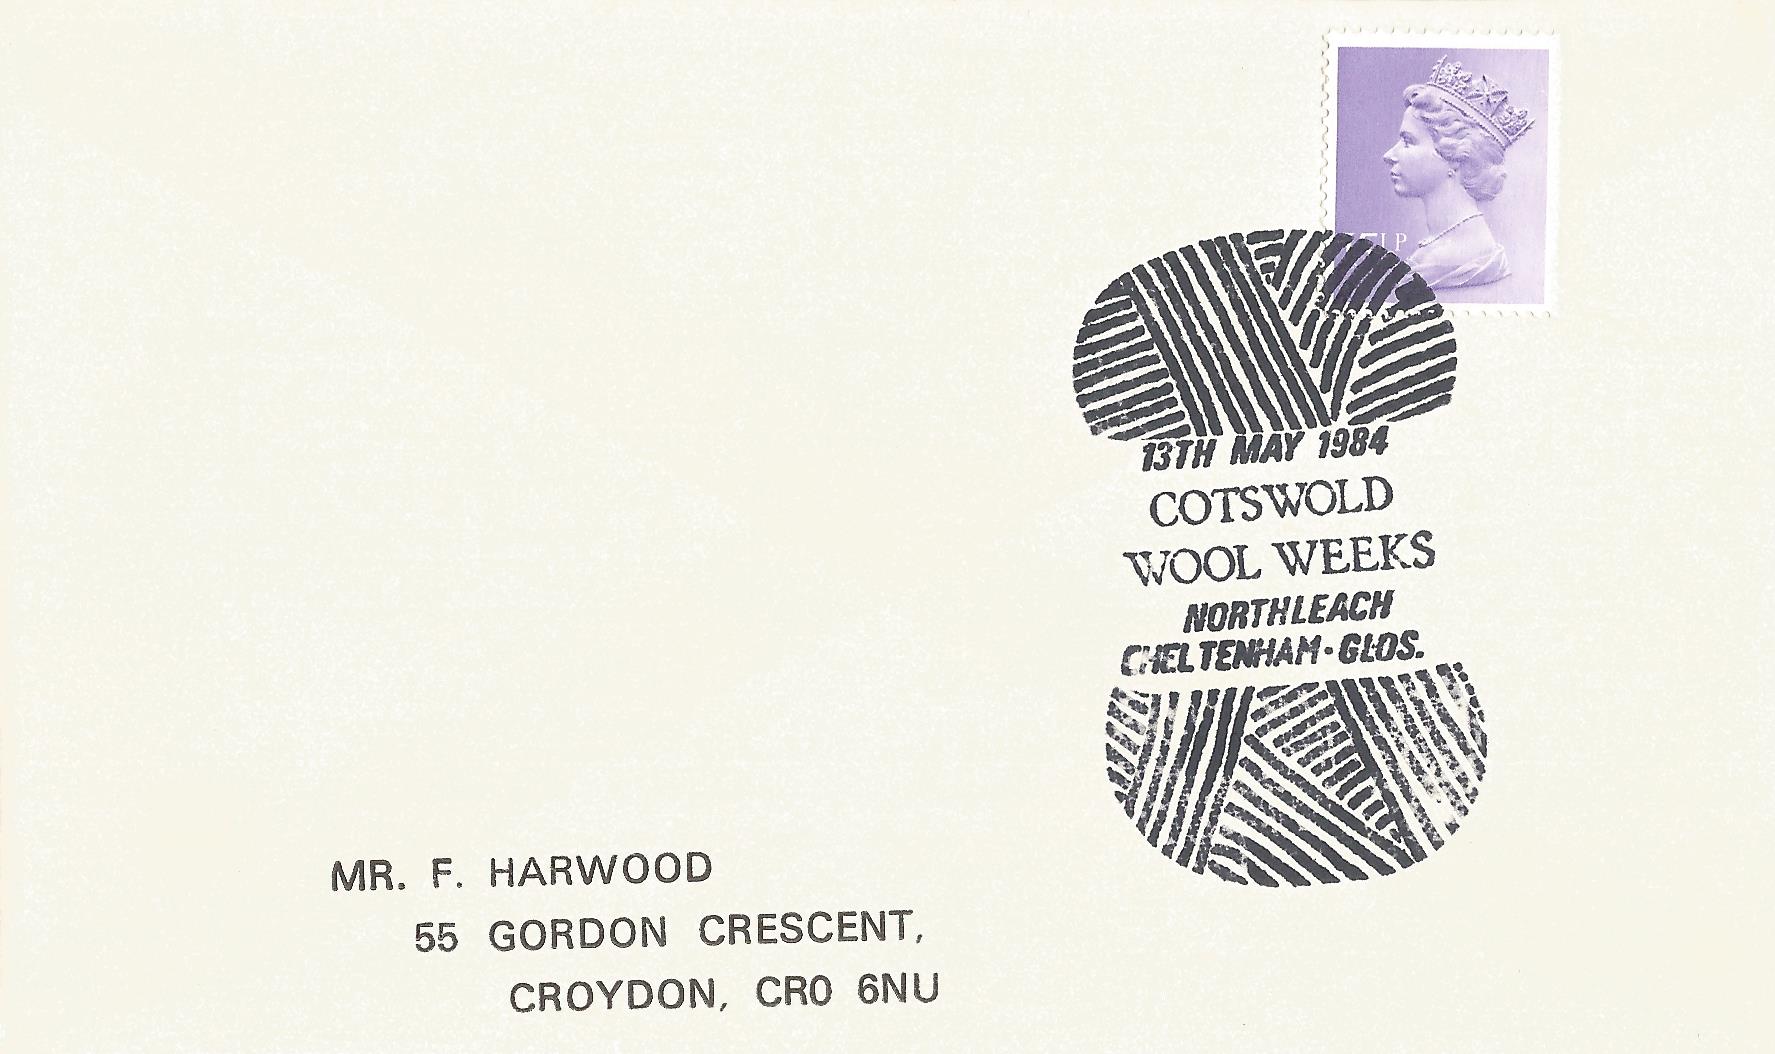 13TH MAY 1984
COTSWOLD
WOOL WEEKS
NORTHLEACH
CHELTENHAM·GLOS.
MR. F. HARWOOD
55 GORDON CRESCENT,
CROYDON, CR0 6NU